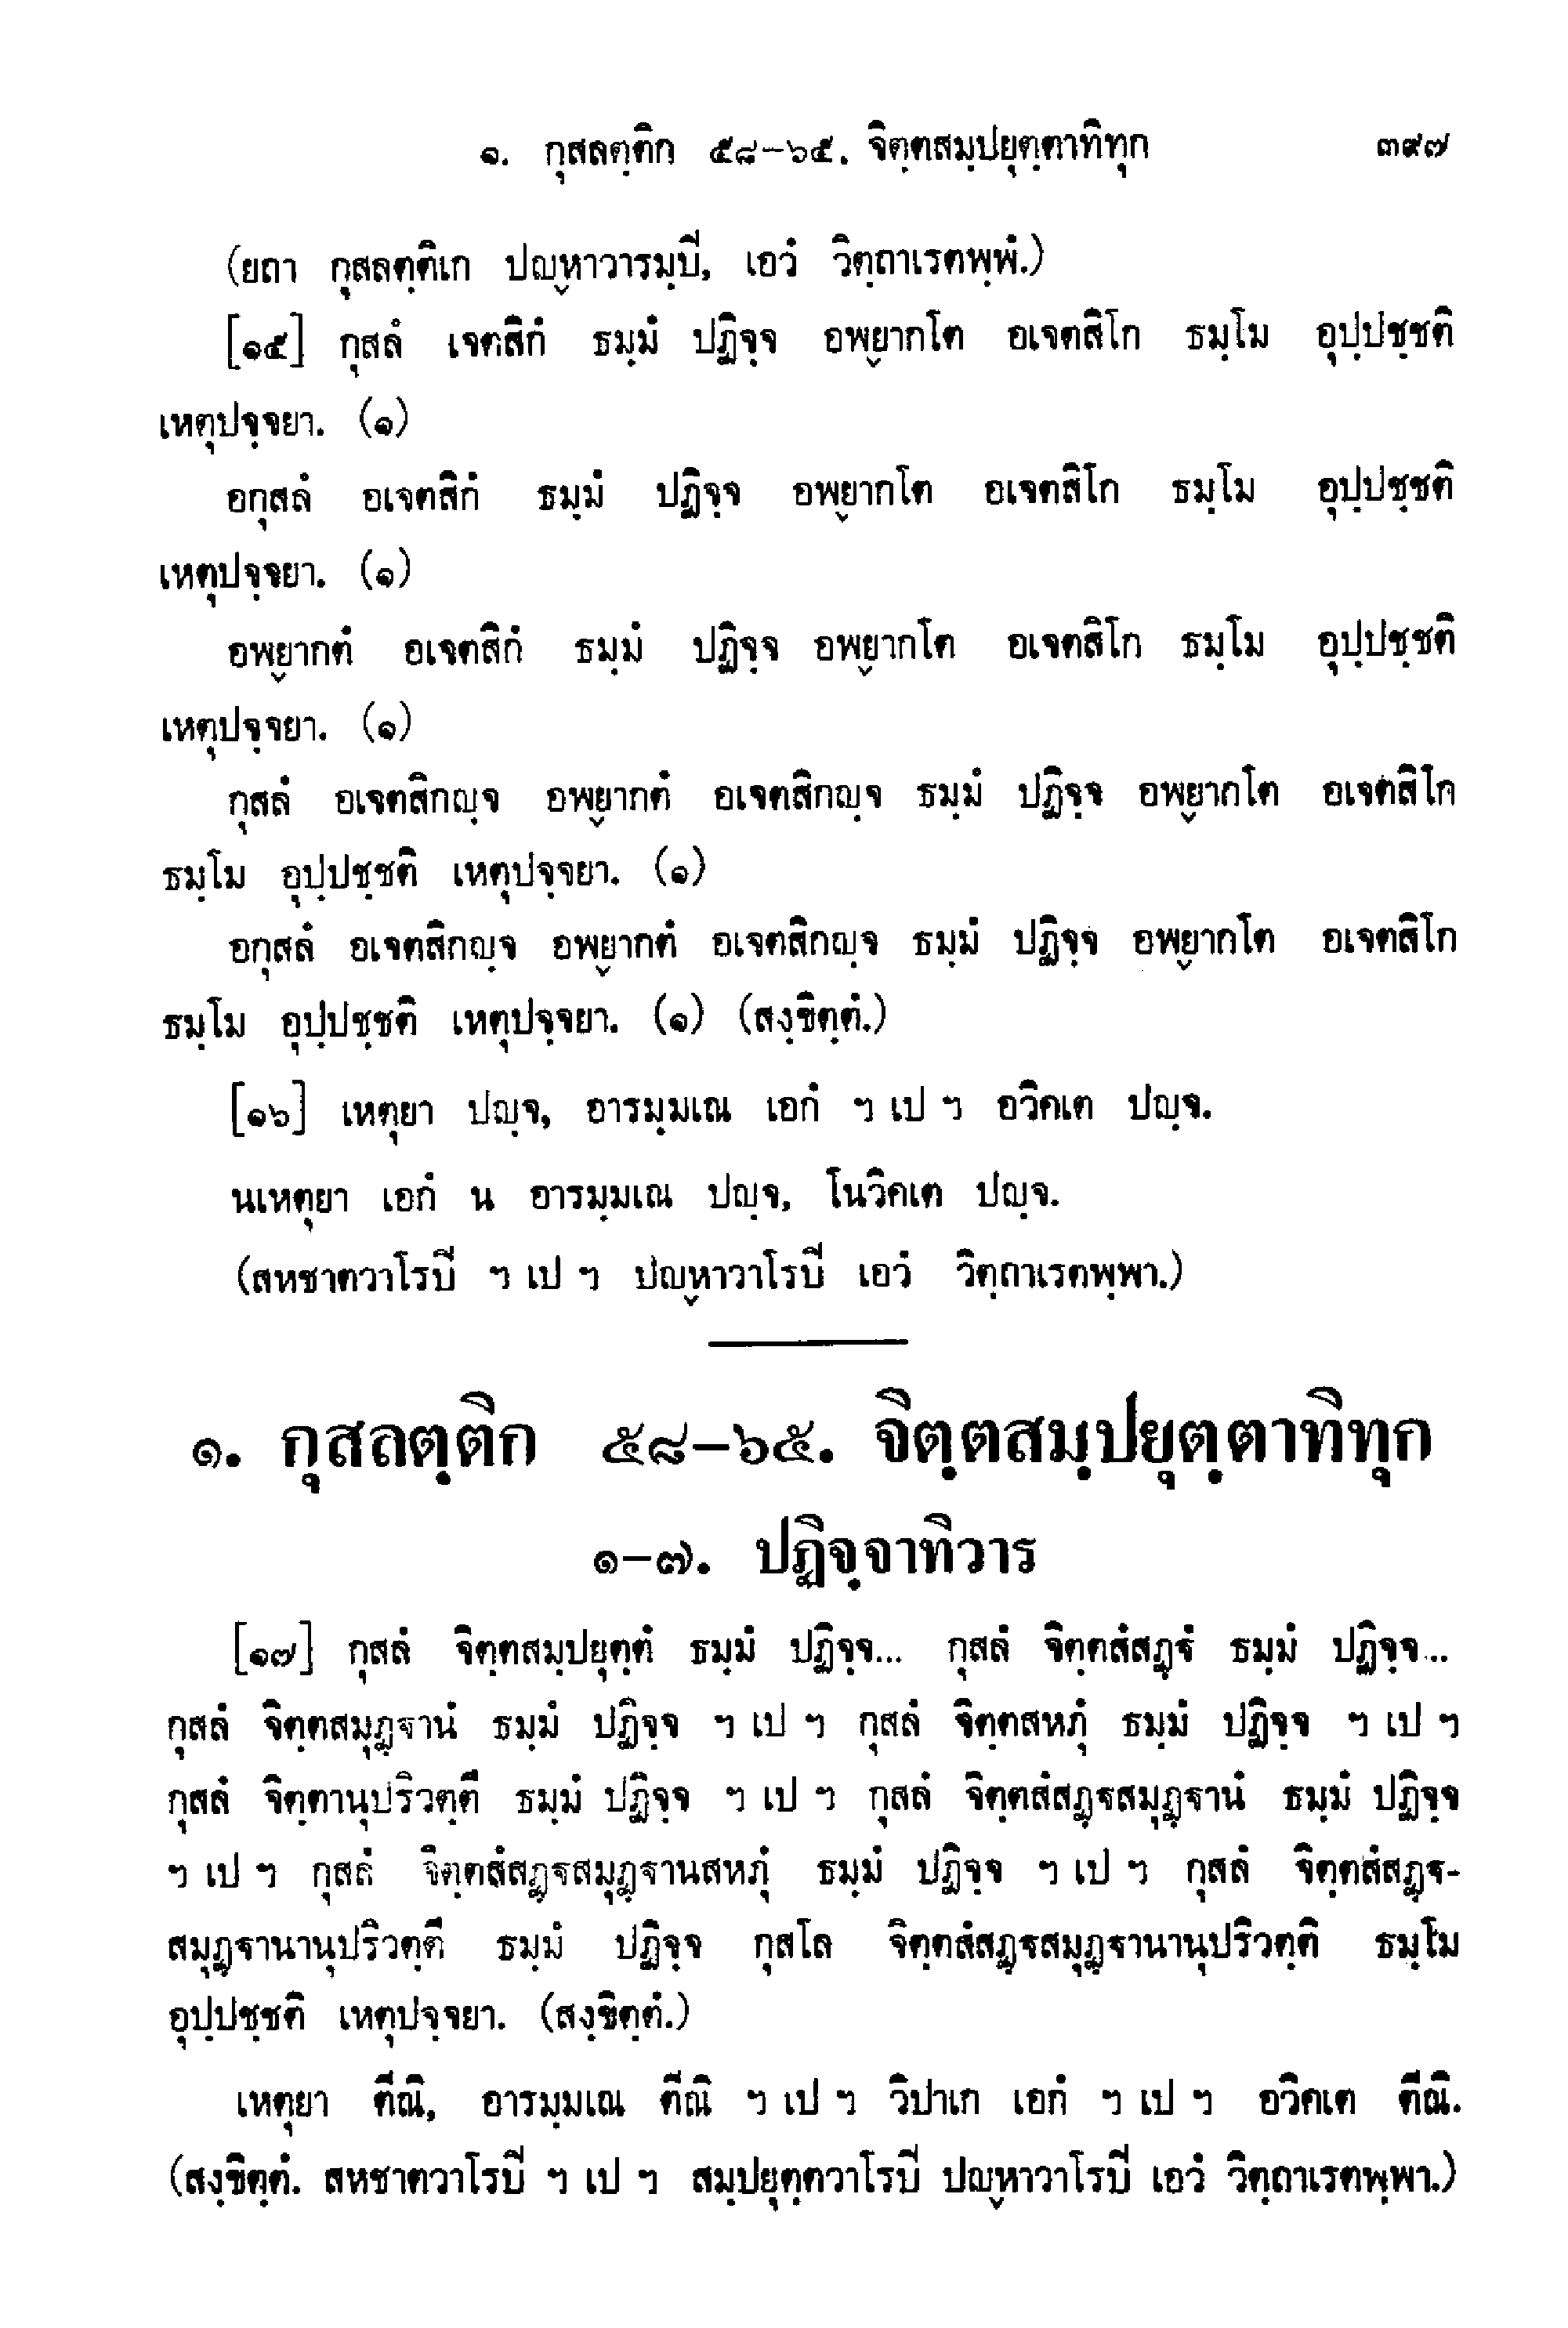 ๑. กุสลตฺติก ๕๘-๖๕. จิตฺตสมฺปยุตฺตาทิทุก ๓๙๗
(ยถา กุสลตฺติเก ปญฺหาวารมฺปี, เอวํ วิตฺถาเรตพฺพํ.)
[๑๕] กุสลํ เจตสิกํ ธมฺมํ ปฏิจฺจ อพฺยากโต อเจตสิโก ธมฺโม อุปฺปชฺชติ
เหตุปจฺจยา. (๑)
อกุสลํ อเจตสิกํ ธมฺมํ ปฏิจฺจ อพฺยากโต อเจตสิโก ธมฺโม อุปฺปชฺชติ
เหตุปจฺจยา. (๑)
อพฺยากตํ อเจตสิกํ ธมฺมํ ปฏิจฺจ อพฺยากโต อเจตสิโก ธมฺโม อุปฺปชฺชติ
เหตุปจฺจยา. (๑)
กุสลํ อเจตสิกญฺจ อพฺยากตํ อเจตสิกญฺจ ธมฺมํ ปฏิจฺจ อพฺยากโต อเจตสิโก
ธมฺโม อุปฺปชฺชติ เหตุปจฺจยา. (๑)
อกุสลํ อเจตสิกญฺจ อพฺยากตํ อเจตสิกญฺจ ธมฺมํ ปฏิจฺจ อพฺยากโต อเจตสิโก
ธมฺโม อุปฺปชฺชติ เหตุปจฺจยา. (๑) (สงฺขิตฺตํ.)
[๑๖] เหตุยา ปญฺจ, อารมฺมเณ เอกํ ฯ เป ฯ อวิคเต ปญฺจ.
นเหตุยา เอกํ น อารมฺมเณ ปญฺจ, โนวิคเต ปญฺจ.
(สหชาตวาโรปี ฯ เป ฯ ปญฺหาวาโรปี เอวํ วิตฺถาเรตพฺพา.)
๑. กุสลตฺติก ๕๘-๖๕. จิตฺตสมฺปยุตฺตาทิทุก
๑-๗. ปฏิจฺจาทิวาร
[๑๗] กุสลํ จิตฺตสมฺปยุตฺตํ ธมฺมํ ปฏิจฺจ... กุสลํ จิตฺตสํสฏฺฐํ ธมฺมํ ปฏิจฺจ...
กุสลํ จิตฺตสมุฏฺฐานํ ธมฺมํ ปฏิจฺจ ฯ เป ฯ กุสลํ จิตฺตสหภุํ ธมฺมํ ปฏิจฺจ ฯ เป ฯ
กุสลํ จิตฺตานุปริวตฺตึ ธมฺมํ ปฏิจฺจ ฯ เป ฯ กุสลํ จิตฺตสํสฏฺฐสมุฏฺฐานํ ธมฺมํ ปฏิจฺจ
ฯ เป ฯ กุสลํ จิตฺตสํสฏฺฐสมุฏฺฐานสหภุํ ธมฺมํ ปฏิจฺจ ฯ เป ฯ กุสลํ จิตฺตสํสฏฺฐ-
สมุฏฺฐานานุปริวตฺตึ ธมฺมํ ปฏิจฺจ กุสโล จิตฺตสํสฏฺฐสมุฏฺฐานานุปริวตฺติ ธมฺโม
อุปฺปชฺชติ เหตุปจฺจยา. (สงฺขิตฺตํ.)
เหตุยา ตีณิ, อารมฺมเณ ตีณิ ฯ เป ฯ วิปาเก เอกํ ฯ เป ฯ อวิคเต ตีณิ.
(สงฺขิตฺตํ. สหชาตวาโรปี ฯ เป ฯ สมฺปยุตฺตวาโรปี ปญฺหาวาโรปี เอวํ วิตฺถาเรตพฺพา.)